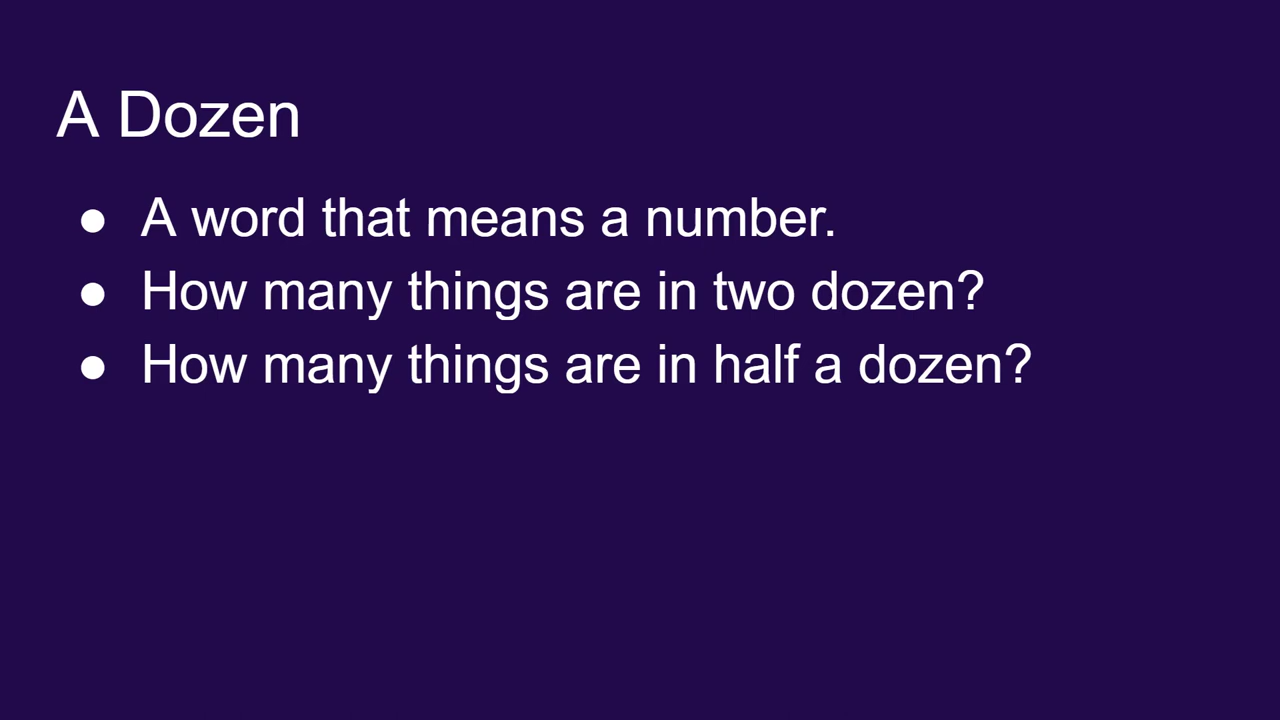 A Dozen
● A word that means a number.
● How many things are in two dozen?
● How many things are in half a dozen?